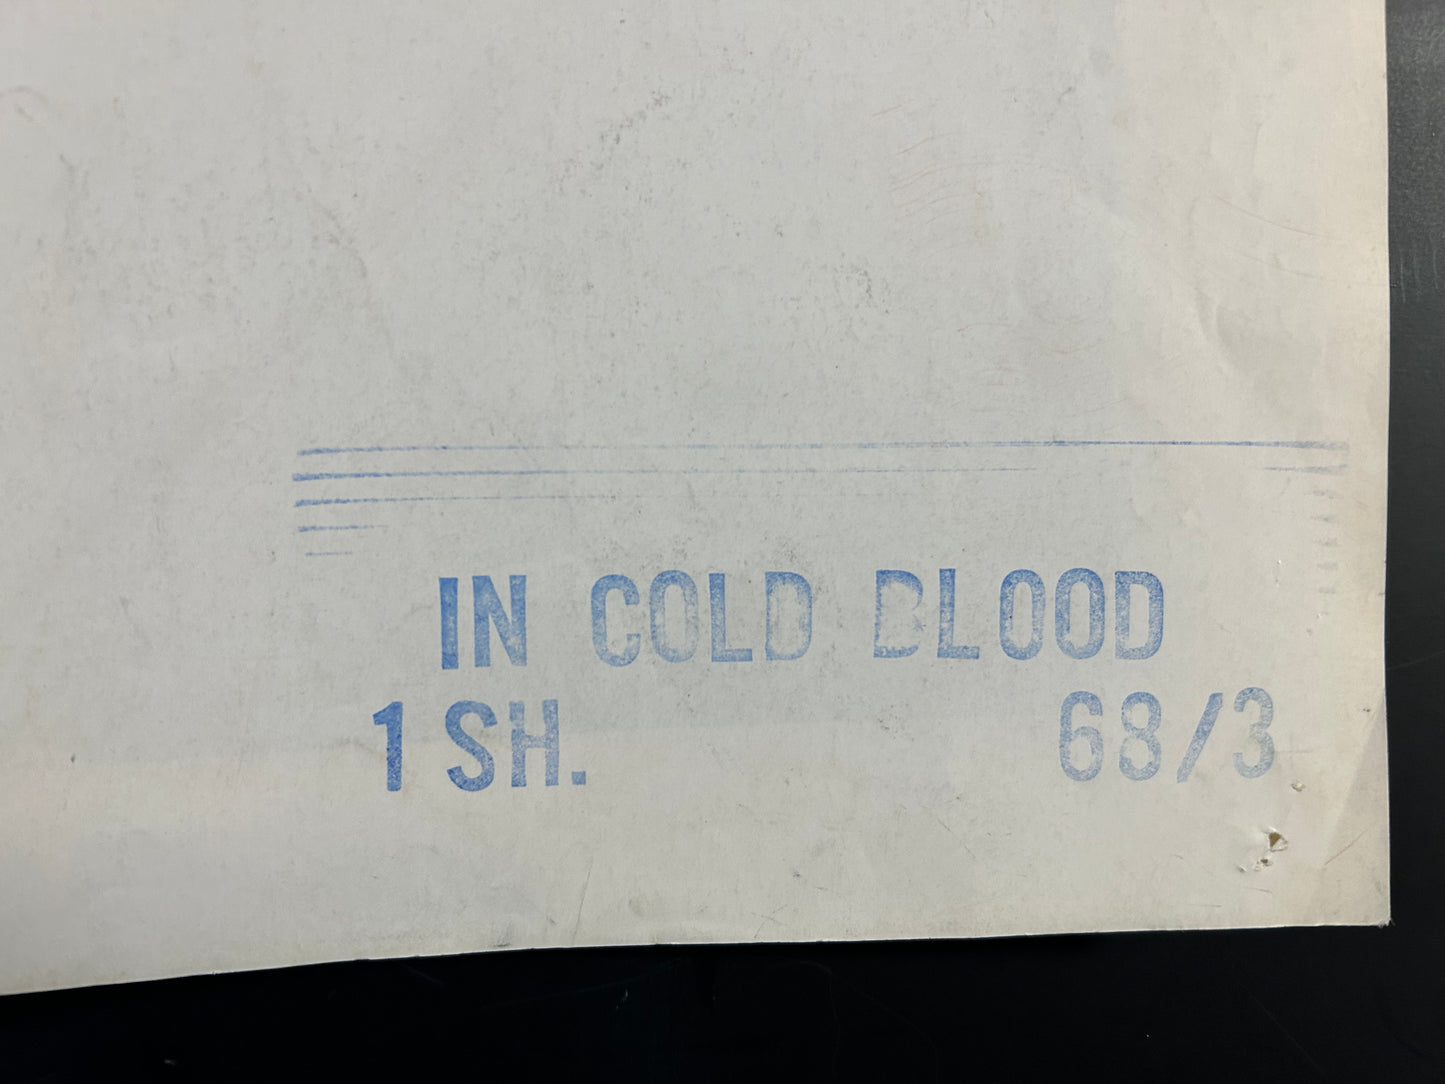 IN COLD BLOOD
1 SH. 68/3